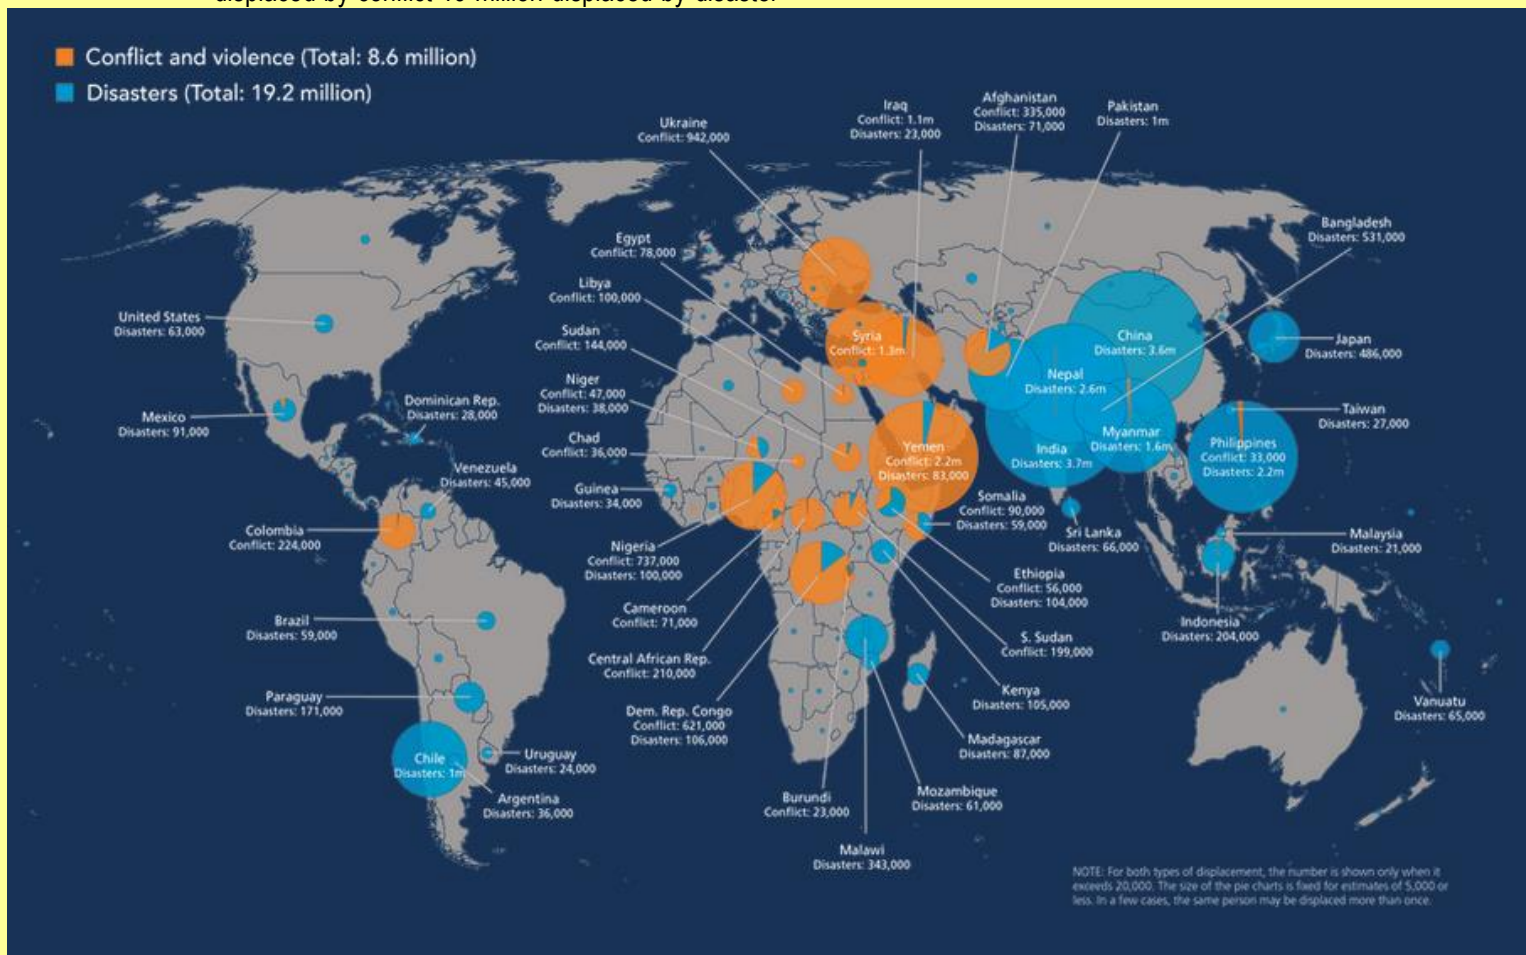 displaced by conflict 19 million displaced by disaster
Conflict and violence (Total: 8.6 million)
Disasters (Total: 19.2 million)
Ukraine
Conflict: 942,000
Iraq
Conflict: 1.1m
Disasters: 23,000
Afghanistan
Conflict: 335,000
Disasters: 71,000
Pakistan
Disasters: 1m
Bangladesh
Disasters: 531,000
Egypt
Conflict: 78,000
Libya
Conflict: 100,000
Sudan
Conflict: 144,000
Niger
Conflict: 47,000
Disasters: 38,000
Chad
Conflict: 36,000
Guinea
Disasters: 34,000
Nigeria
Conflict: 737,000
Disasters: 100,000
Cameroon
Conflict: 71,000
Central African Rep.
Conflict: 210,000
Dem. Rep. Congo
Conflict: 621,000
Disasters: 106,000
Burundi
Conflict: 23,000
Malawi
Disasters: 343,000
Mozambique
Disasters: 61,000
Madagascar
Disasters: 87,000
Kenya
Disasters: 105,000
S. Sudan
Conflict: 199,000
Ethiopia
Conflict: 56,000
Disasters: 104,000
Somalia
Conflict: 90,000
Disasters: 59,000
Syria
Conflict: 1.3m
Yemen
Conflict: 2.2m
Disasters: 83,000
China
Disasters: 3.6m
Nepal
Disasters: 2.6m
India
Disasters: 3.7m
Myanmar
Disasters: 1.6m
Philippines
Conflict: 33,000
Disasters: 2.2m
Japan
Disasters: 486,000
Taiwan
Disasters: 27,000
Sri Lanka
Disasters: 66,000
Malaysia
Disasters: 21,000
Indonesia
Disasters: 204,000
Vanuatu
Disasters: 65,000
United States
Disasters: 63,000
Mexico
Disasters: 91,000
Dominican Rep.
Disasters: 28,000
Venezuela
Disasters: 45,000
Colombia
Conflict: 224,000
Brazil
Disasters: 59,000
Paraguay
Disasters: 171,000
Chile
Disasters: 1m
Uruguay
Disasters: 24,000
Argentina
Disasters: 36,000
NOTE: For both types of displacement, the number is shown only when it
exceeds 20,000. The size of the pie charts is fixed for estimates of 5,000 or
less. In a few cases, the same person may be displaced more than once.